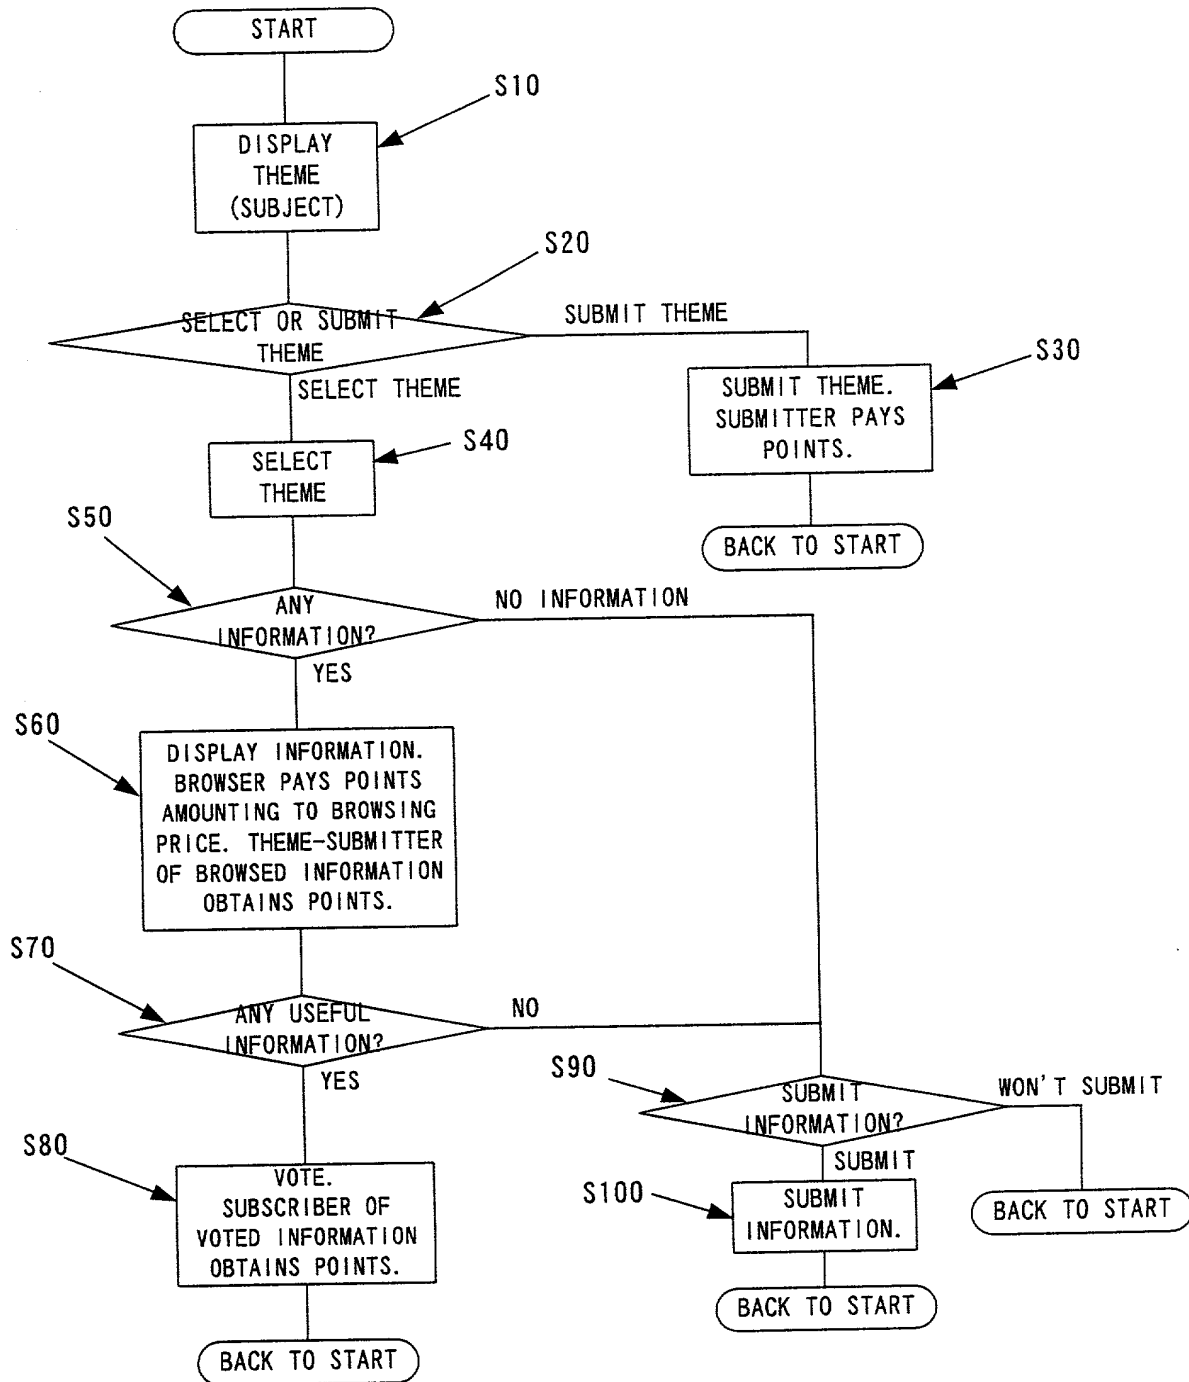 START
S10
DISPLAY
THEME
(SUBJECT)
S20
SELECT OR SUBMIT
THEME
SUBMIT THEME
SELECT THEME
S30
SUBMIT THEME.
SUBMITTER PAYS
POINTS.
BACK TO START
S40
SELECT
THEME
S50
ANY
INFORMATION?
NO INFORMATION
YES
S60
DISPLAY INFORMATION.
BROWSER PAYS POINTS
AMOUNTING TO BROWSING
PRICE. THEME-SUBMITTER
OF BROWSED INFORMATION
OBTAINS POINTS.
S70
ANY USEFUL
INFORMATION?
NO
YES
S80
VOTE.
SUBSCRIBER OF
VOTED INFORMATION
OBTAINS POINTS.
BACK TO START
S90
SUBMIT
INFORMATION?
WON'T SUBMIT
BACK TO START
SUBMIT
S100
SUBMIT
INFORMATION.
BACK TO START